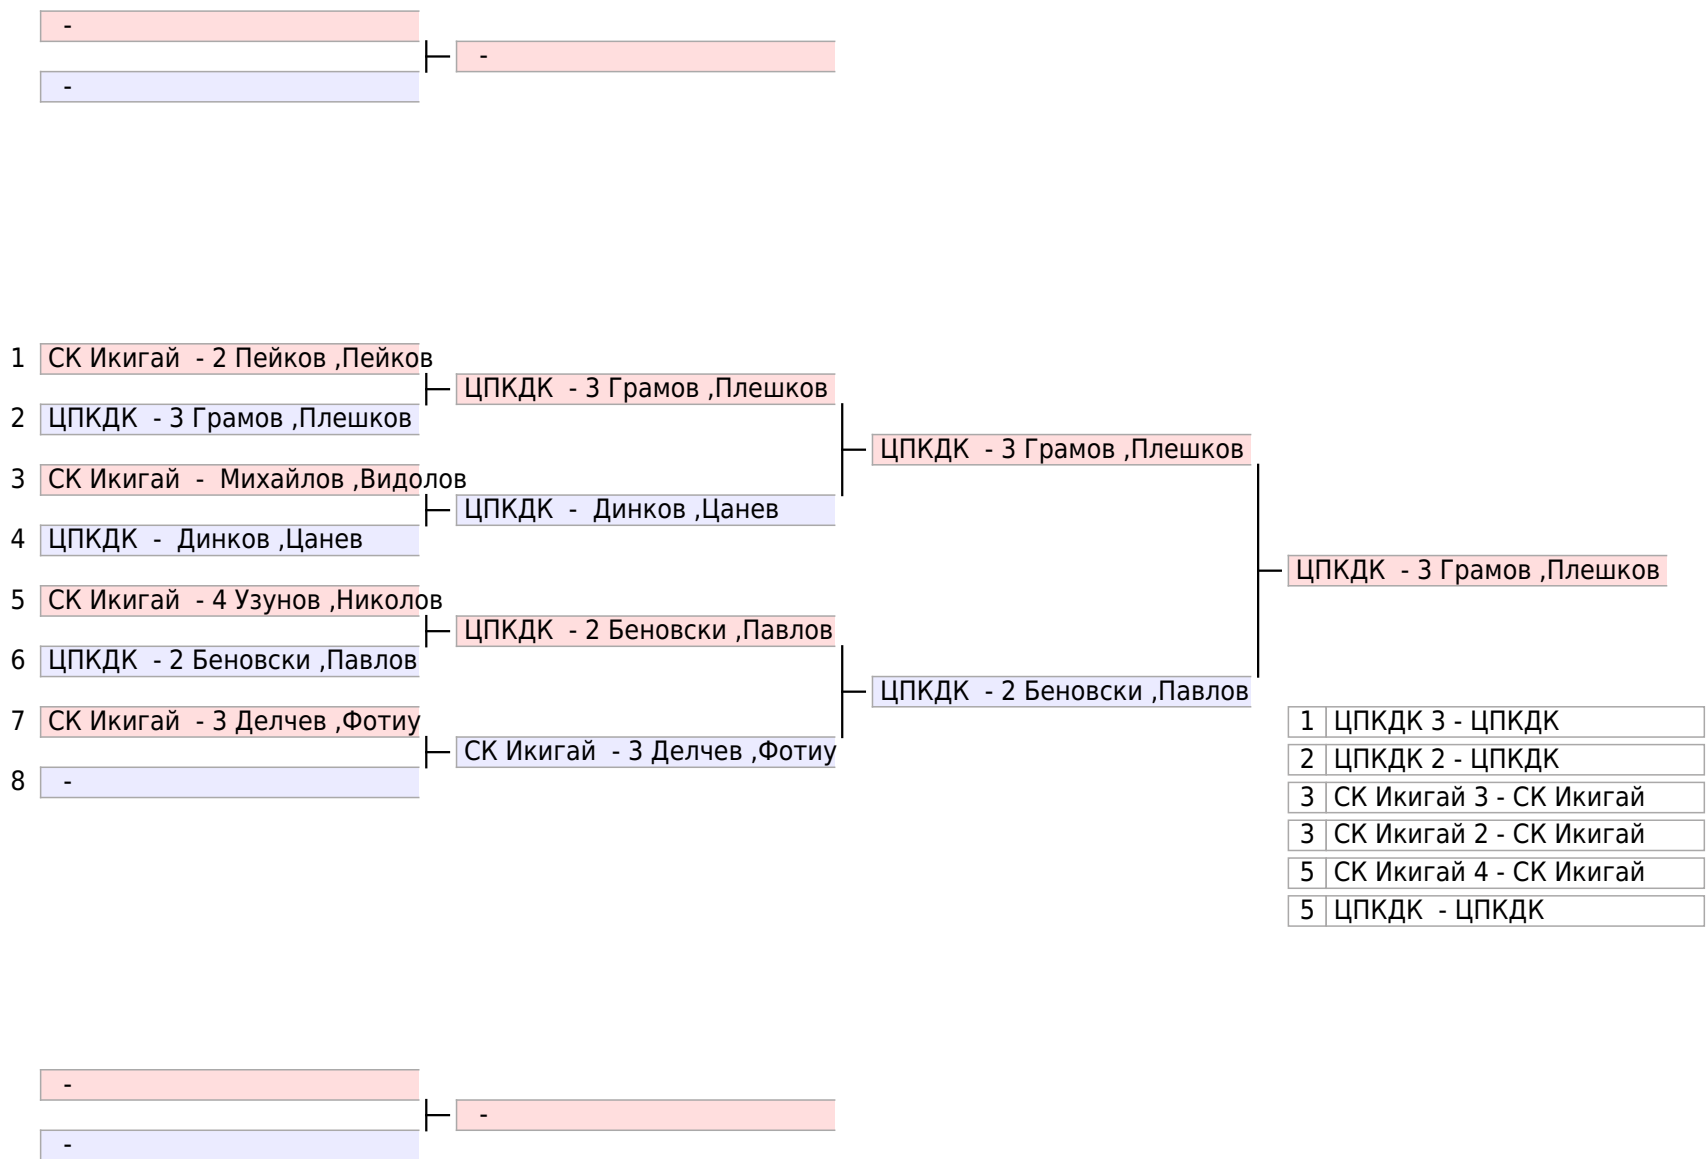 -
-
-
1 СК Икигай - 2 Пейков ,Пейков
ЦПКДК - 3 Грамов ,Плешков
2 ЦПКДК - 3 Грамов ,Плешков
ЦПКДК - 3 Грамов ,Плешков
3 СК Икигай - Михайлов ,Видолов
ЦПКДК - Динков ,Цанев
4 ЦПКДК - Динков ,Цанев
ЦПКДК - 3 Грамов ,Плешков
5 СК Икигай - 4 Узунов ,Николов
ЦПКДК - 2 Беновски ,Павлов
6 ЦПКДК - 2 Беновски ,Павлов
ЦПКДК - 2 Беновски ,Павлов
7 СК Икигай - 3 Делчев ,Фотиу
СК Икигай - 3 Делчев ,Фотиу
8 -
1 ЦПКДК 3 - ЦПКДК
2 ЦПКДК 2 - ЦПКДК
3 СК Икигай 3 - СК Икигай
3 СК Икигай 2 - СК Икигай
5 СК Икигай 4 - СК Икигай
5 ЦПКДК - ЦПКДК
-
-
-